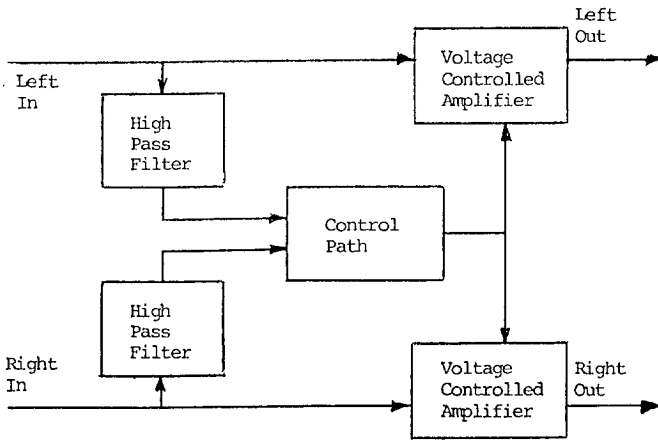 Left
In
High
Pass
Filter
Voltage
Controlled
Amplifier
Left
Out
Control
Path
High
Pass
Filter
Right
In
Voltage
Controlled
Amplifier
Right
Out